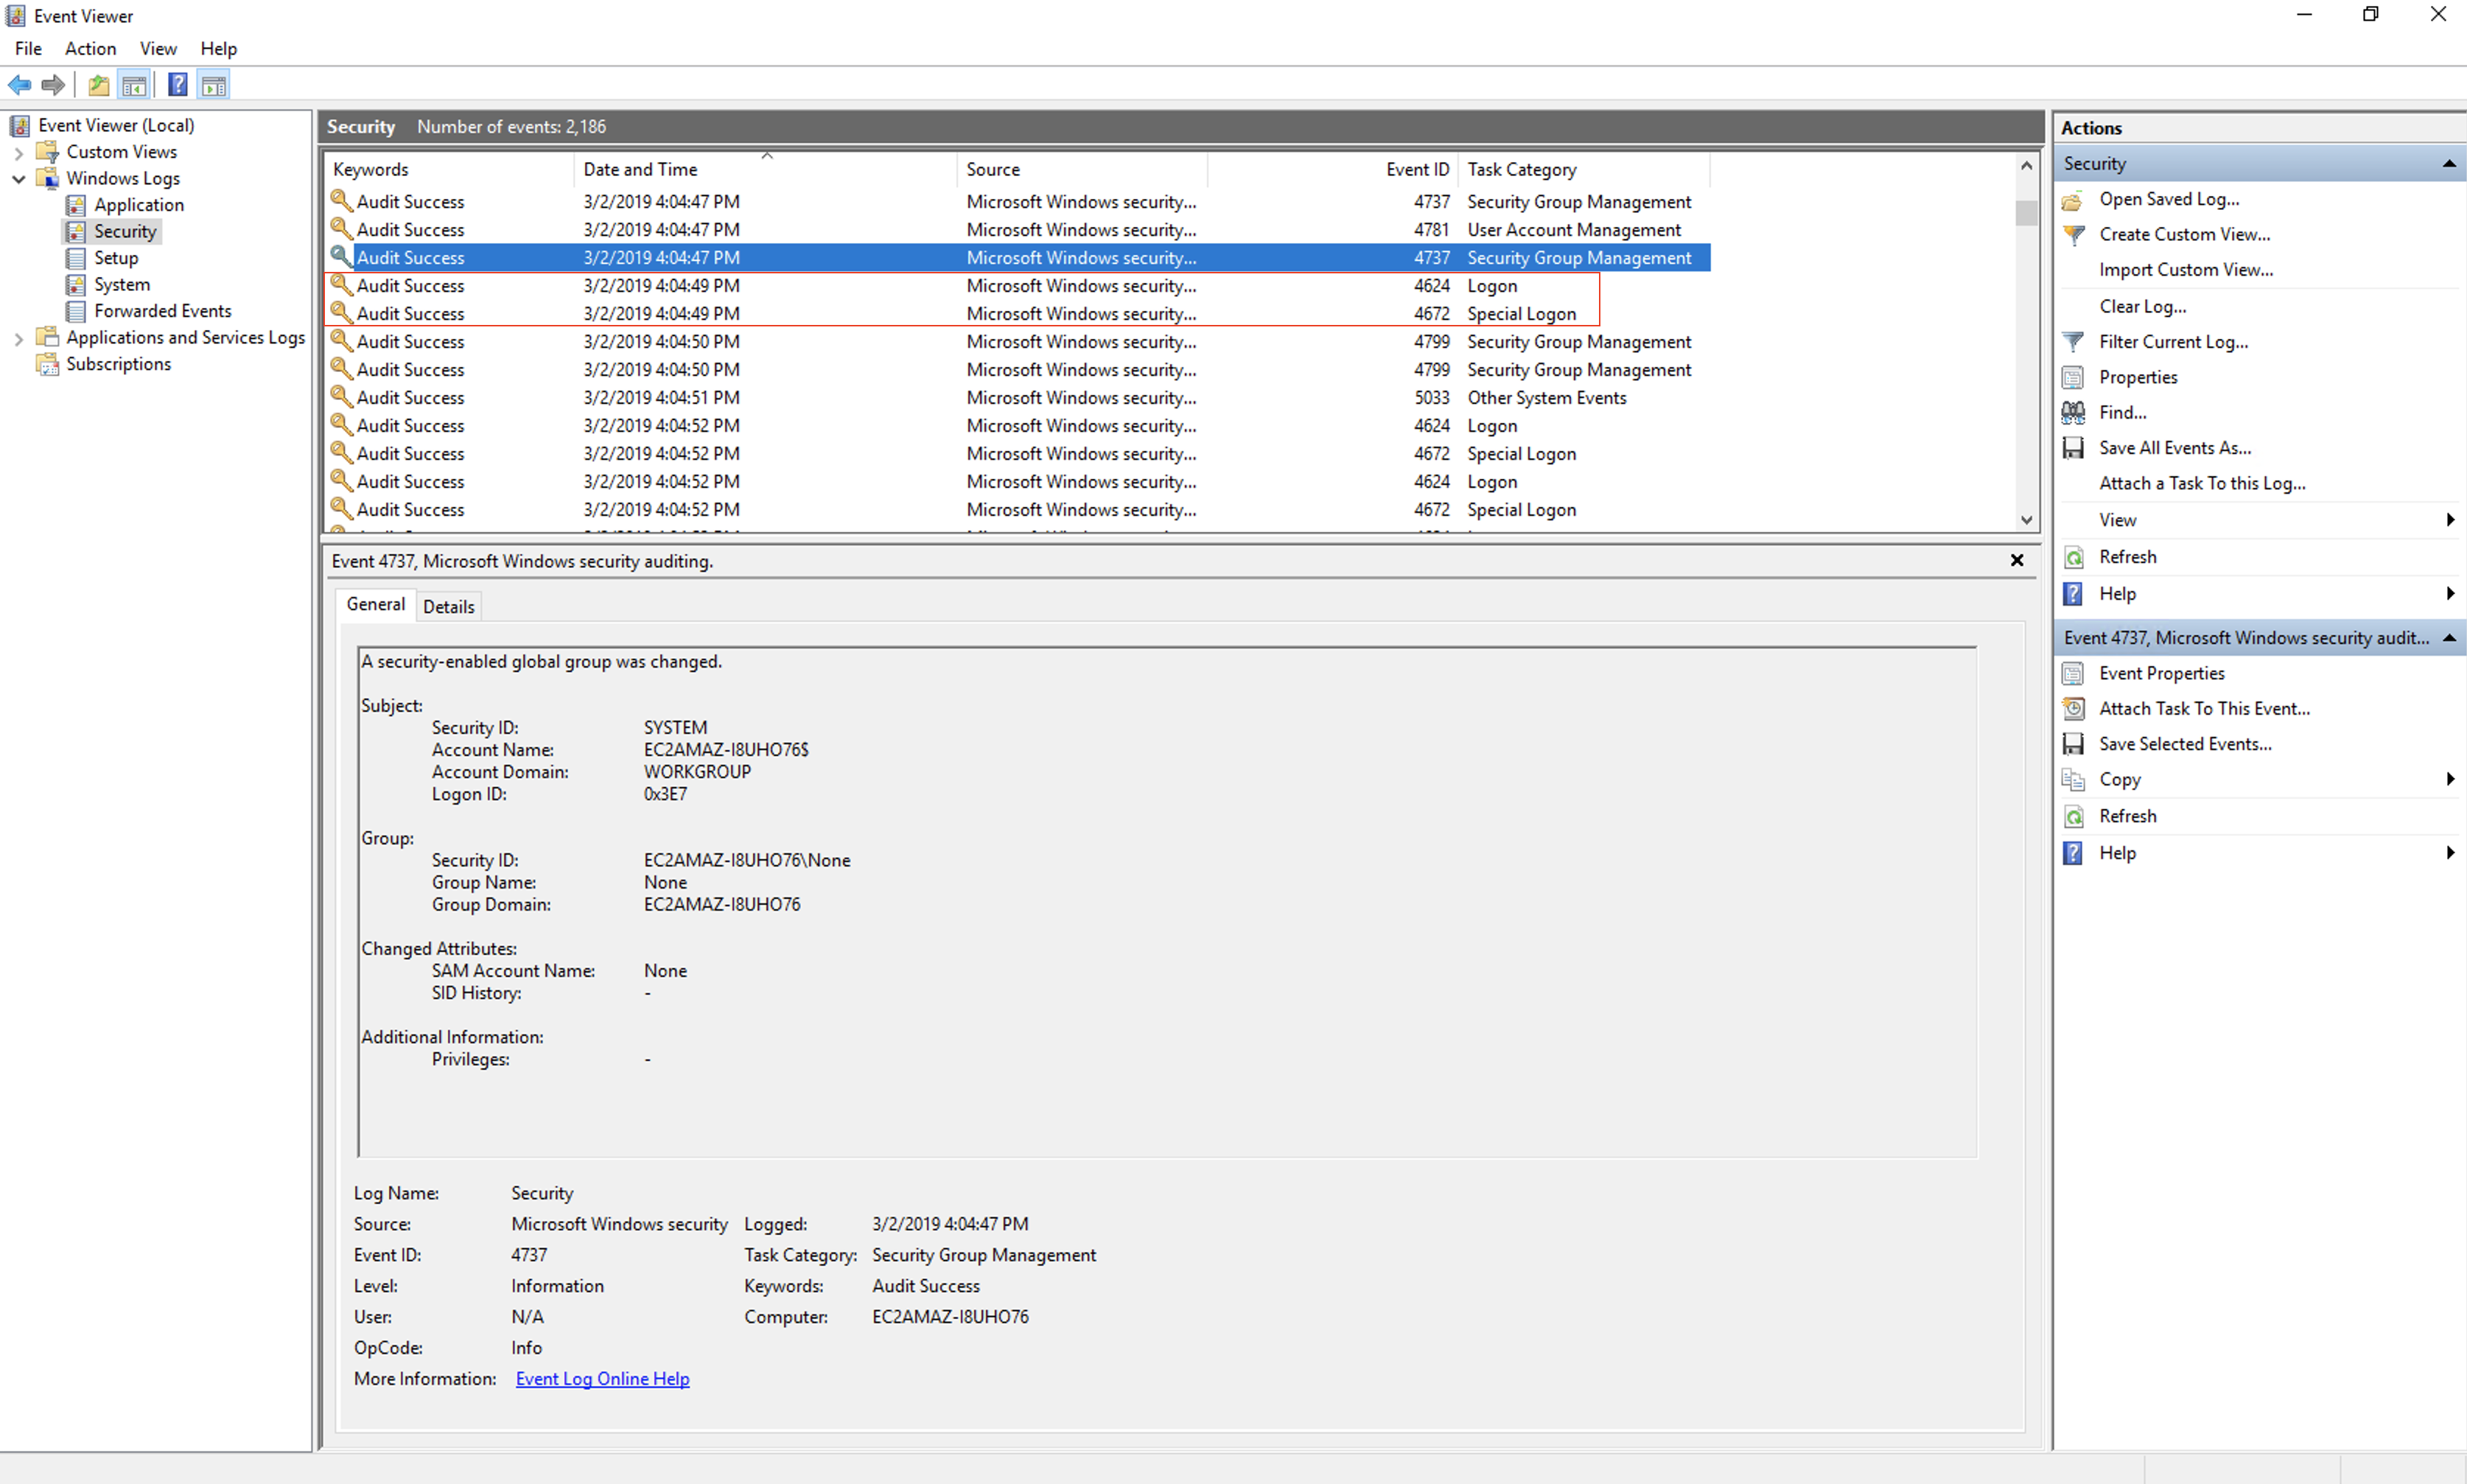 Event Viewer
File Action View Help
Event Viewer (Local)
Custom Views
Windows Logs
Application
Security
Setup
System
Forwarded Events
Applications and Services Logs
Subscriptions
Security Number of events: 2,186
Keywords Date and Time Source Event ID Task Category
Audit Success 3/2/2019 4:04:47 PM Microsoft Windows security... 4737 Security Group Management
Audit Success 3/2/2019 4:04:47 PM Microsoft Windows security... 4781 User Account Management
Audit Success 3/2/2019 4:04:47 PM Microsoft Windows security... 4737 Security Group Management
Audit Success 3/2/2019 4:04:49 PM Microsoft Windows security... 4624 Logon
Audit Success 3/2/2019 4:04:49 PM Microsoft Windows security... 4672 Special Logon
Audit Success 3/2/2019 4:04:50 PM Microsoft Windows security... 4799 Security Group Management
Audit Success 3/2/2019 4:04:50 PM Microsoft Windows security... 4799 Security Group Management
Audit Success 3/2/2019 4:04:51 PM Microsoft Windows security... 5033 Other System Events
Audit Success 3/2/2019 4:04:52 PM Microsoft Windows security... 4624 Logon
Audit Success 3/2/2019 4:04:52 PM Microsoft Windows security... 4672 Special Logon
Audit Success 3/2/2019 4:04:52 PM Microsoft Windows security... 4624 Logon
Audit Success 3/2/2019 4:04:52 PM Microsoft Windows security... 4672 Special Logon
Event 4737, Microsoft Windows security auditing.
General Details
A security-enabled global group was changed.
Subject:
Security ID: SYSTEM
Account Name: EC2AMAZ-I8UHO76$
Account Domain: WORKGROUP
Logon ID: 0x3E7
Group:
Security ID: EC2AMAZ-I8UHO76\None
Group Name: None
Group Domain: EC2AMAZ-I8UHO76
Changed Attributes:
SAM Account Name: None
SID History: -
Additional Information:
Privileges: -
Log Name: Security
Source: Microsoft Windows security Logged: 3/2/2019 4:04:47 PM
Event ID: 4737 Task Category: Security Group Management
Level: Information Keywords: Audit Success
User: N/A Computer: EC2AMAZ-I8UHO76
OpCode: Info
More Information: Event Log Online Help
Actions
Security
Open Saved Log...
Create Custom View...
Import Custom View...
Clear Log...
Filter Current Log...
Properties
Find...
Save All Events As...
Attach a Task To this Log...
View
Refresh
Help
Event 4737, Microsoft Windows security audit...
Event Properties
Attach Task To This Event...
Save Selected Events...
Copy
Refresh
Help